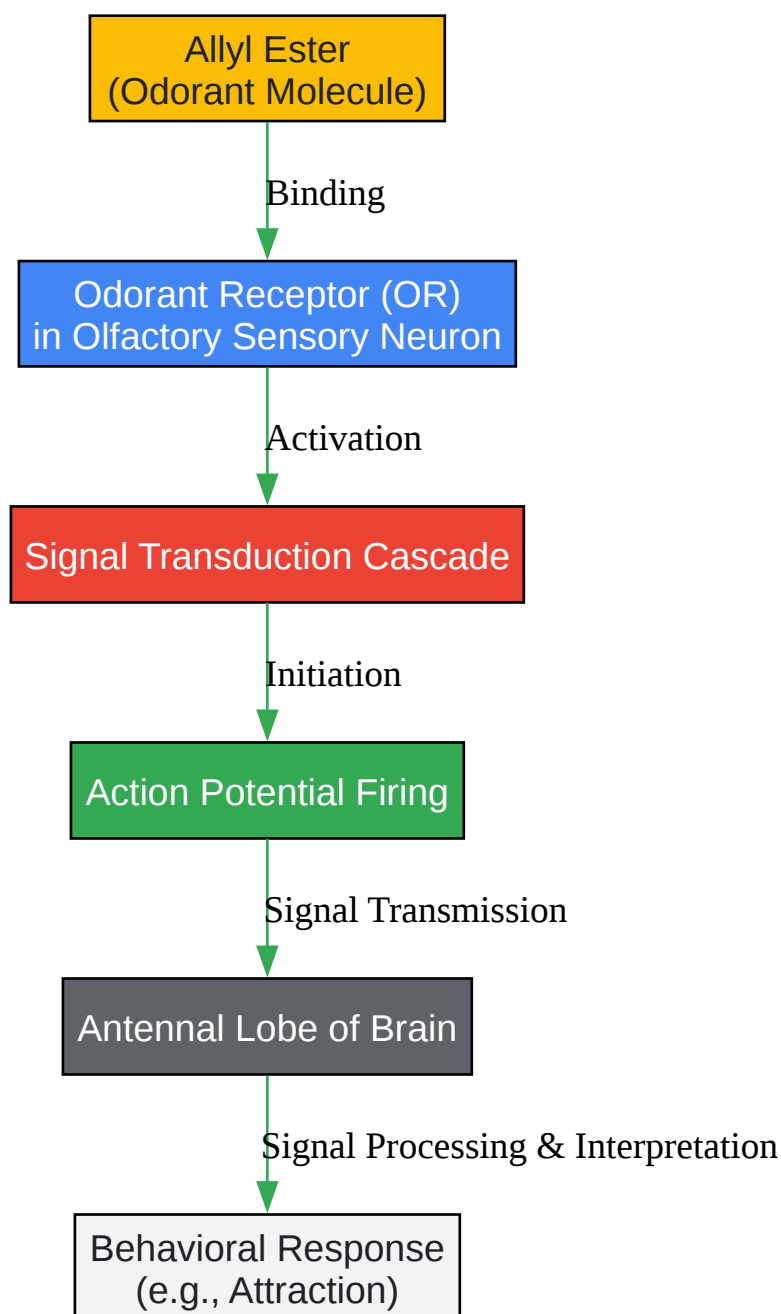 Allyl Ester
(Odorant Molecule)
Binding
Odorant Receptor (OR)
in Olfactory Sensory Neuron
Activation
Signal Transduction Cascade
Initiation
Action Potential Firing
Signal Transmission
Antennal Lobe of Brain
Signal Processing & Interpretation
Behavioral Response
(e.g., Attraction)